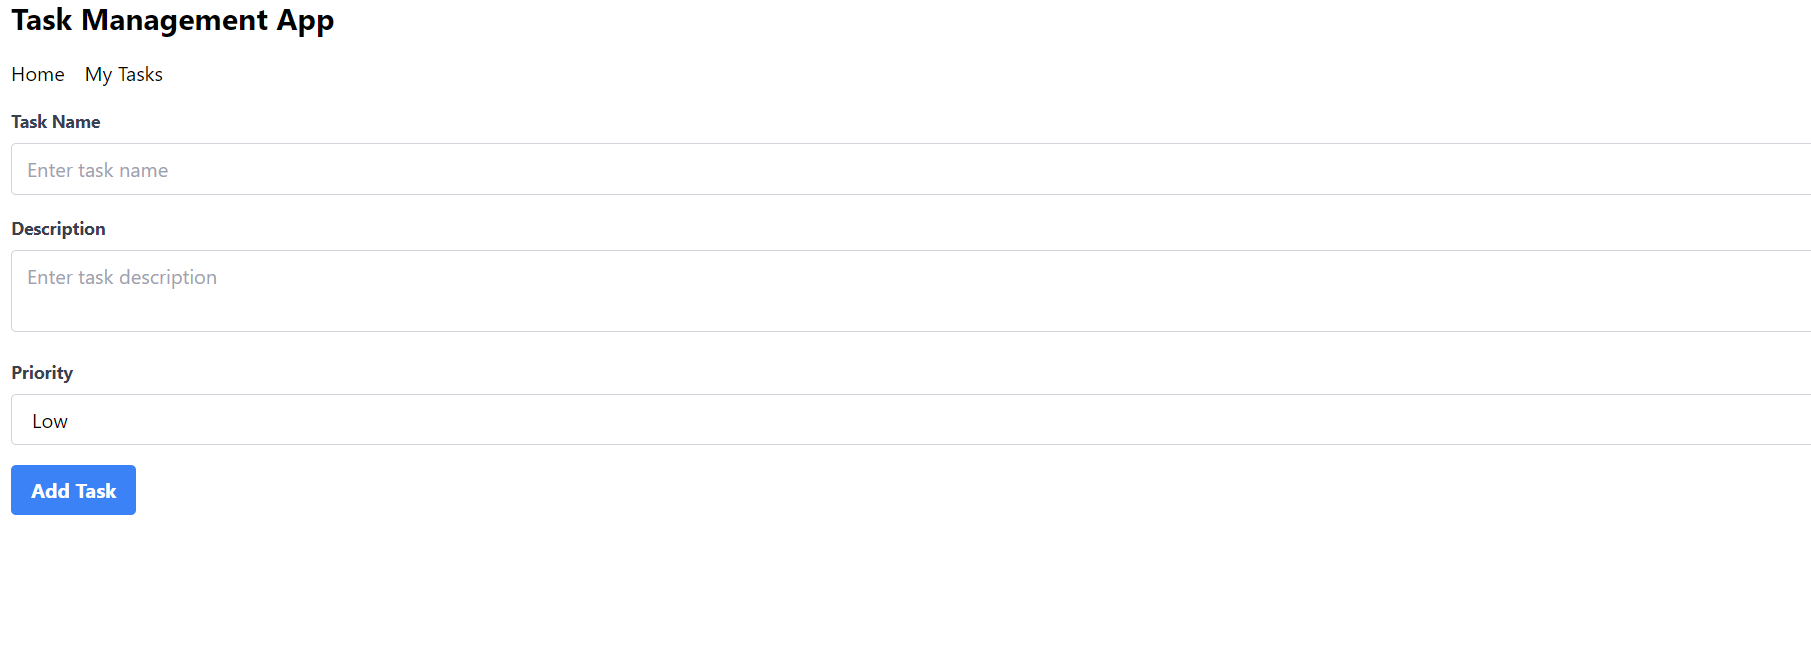 Task Management App
Home My Tasks
Task Name
Enter task name
Description
Enter task description
Priority
Low
Add Task